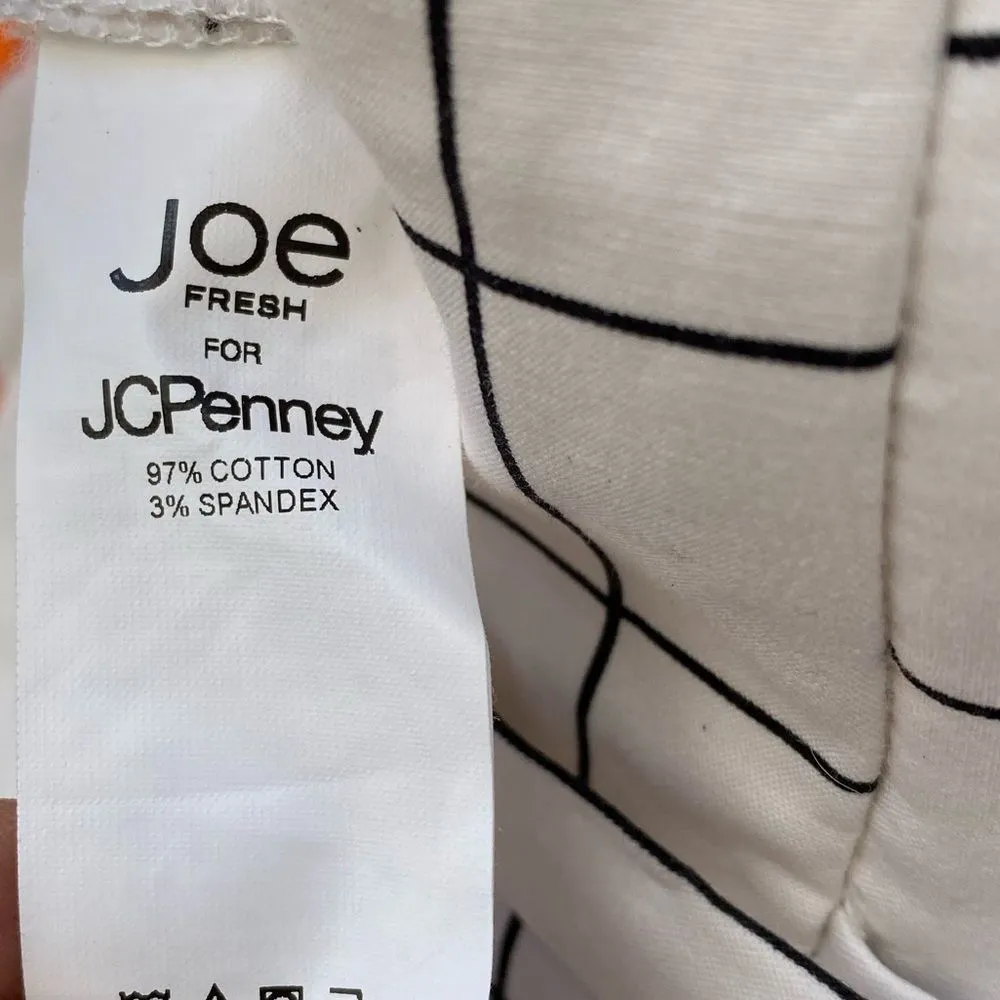 Joe
FRESH
FOR
JCPenney
97% COTTON
3% SPANDEX